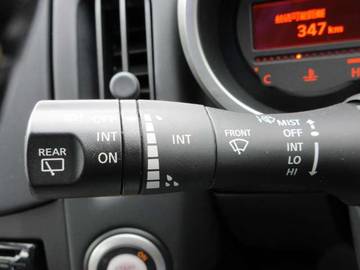 347 km
C
H
OFF
INT
ON
REAR
INT
FRONT
MIST
OFF
INT
LO
HI